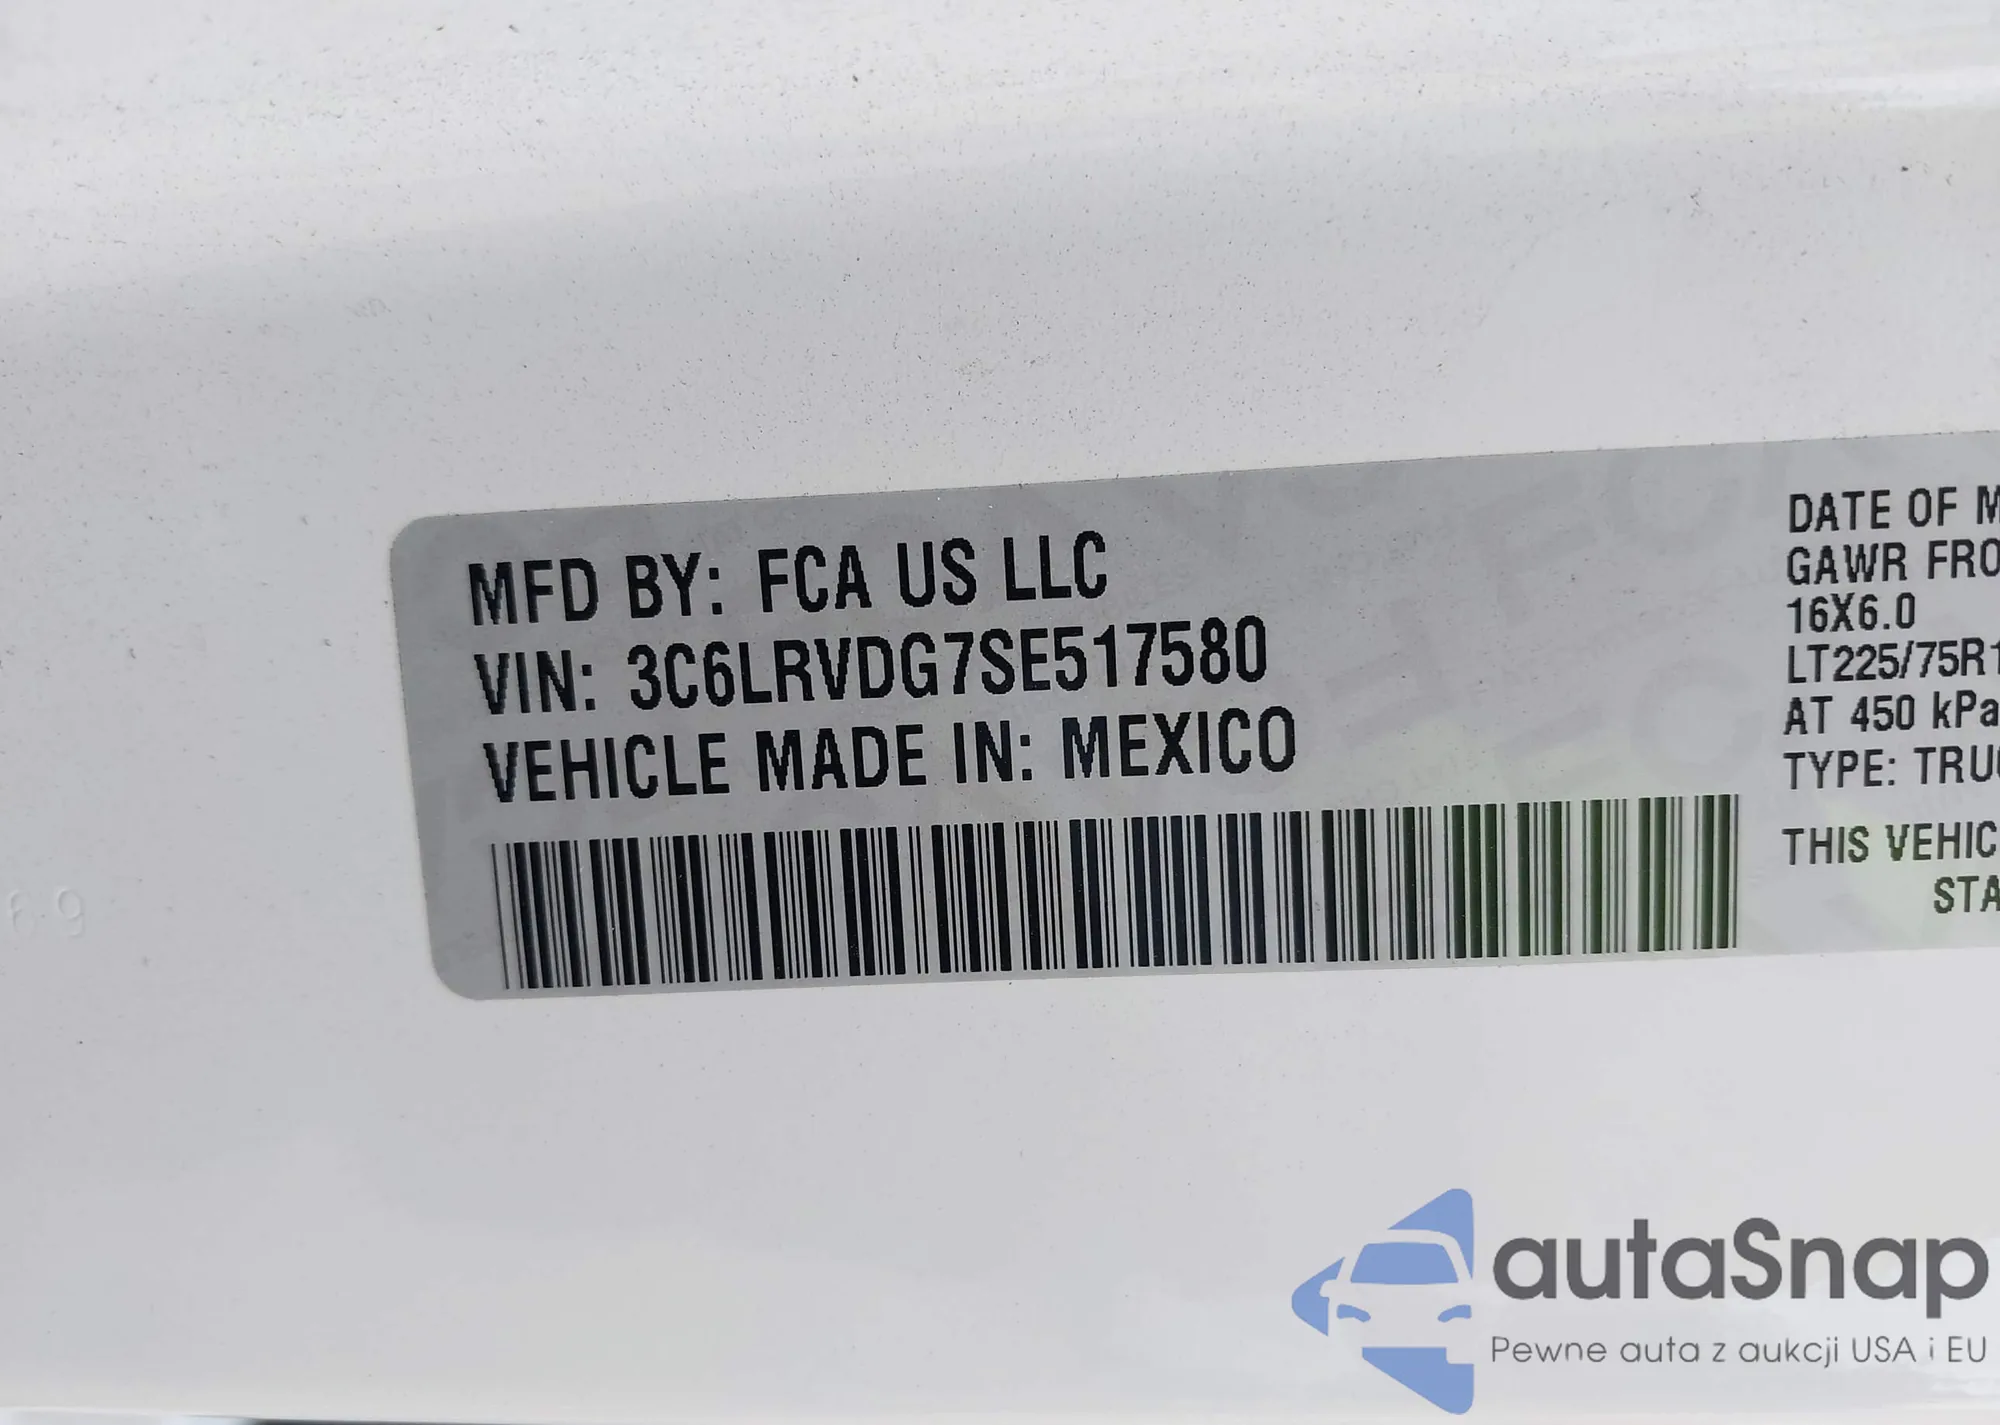 MFD BY: FCA US LLC
VIN: 3C6LRVDG7SE517580
VEHICLE MADE IN: MEXICO
DATE OF M
GAWR FRO
16X6.0
LT225/75R1
AT 450 kPa
TYPE: TRUC
THIS VEHIC
STA
autaSnap
Pewne auta z aukcji USA i EU